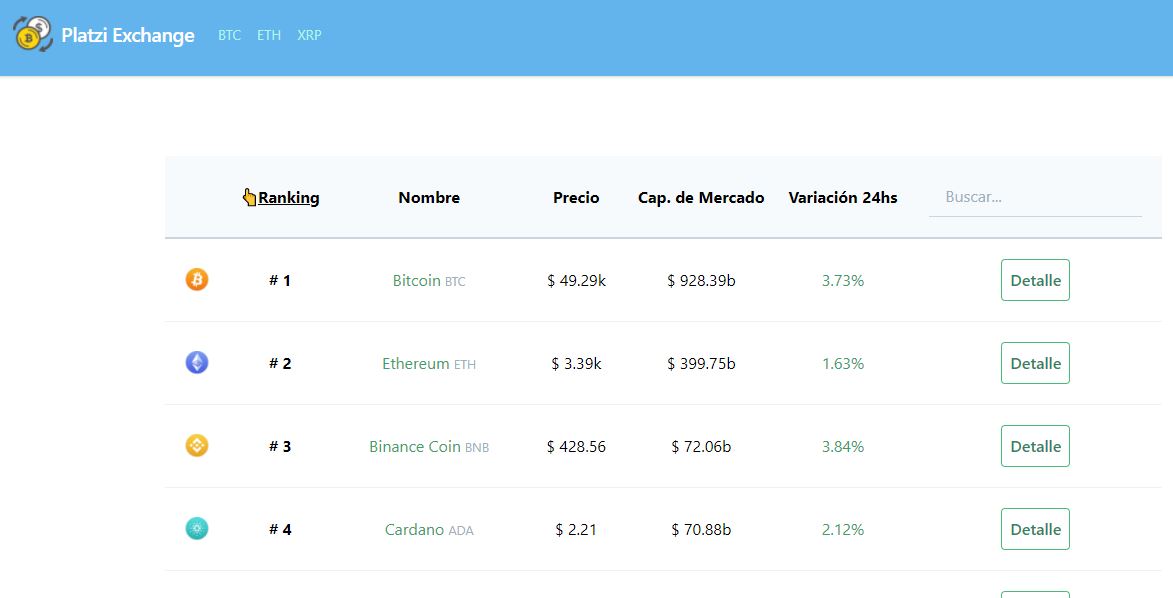 Platzi Exchange BTC ETH XRP
Ranking Nombre Precio Cap. de Mercado Variación 24hs Buscar...
# 1 Bitcoin BTC $ 49.29k $ 928.39b 3.73% Detalle
# 2 Ethereum ETH $ 3.39k $ 399.75b 1.63% Detalle
# 3 Binance Coin BNB $ 428.56 $ 72.06b 3.84% Detalle
# 4 Cardano ADA $ 2.21 $ 70.88b 2.12% Detalle